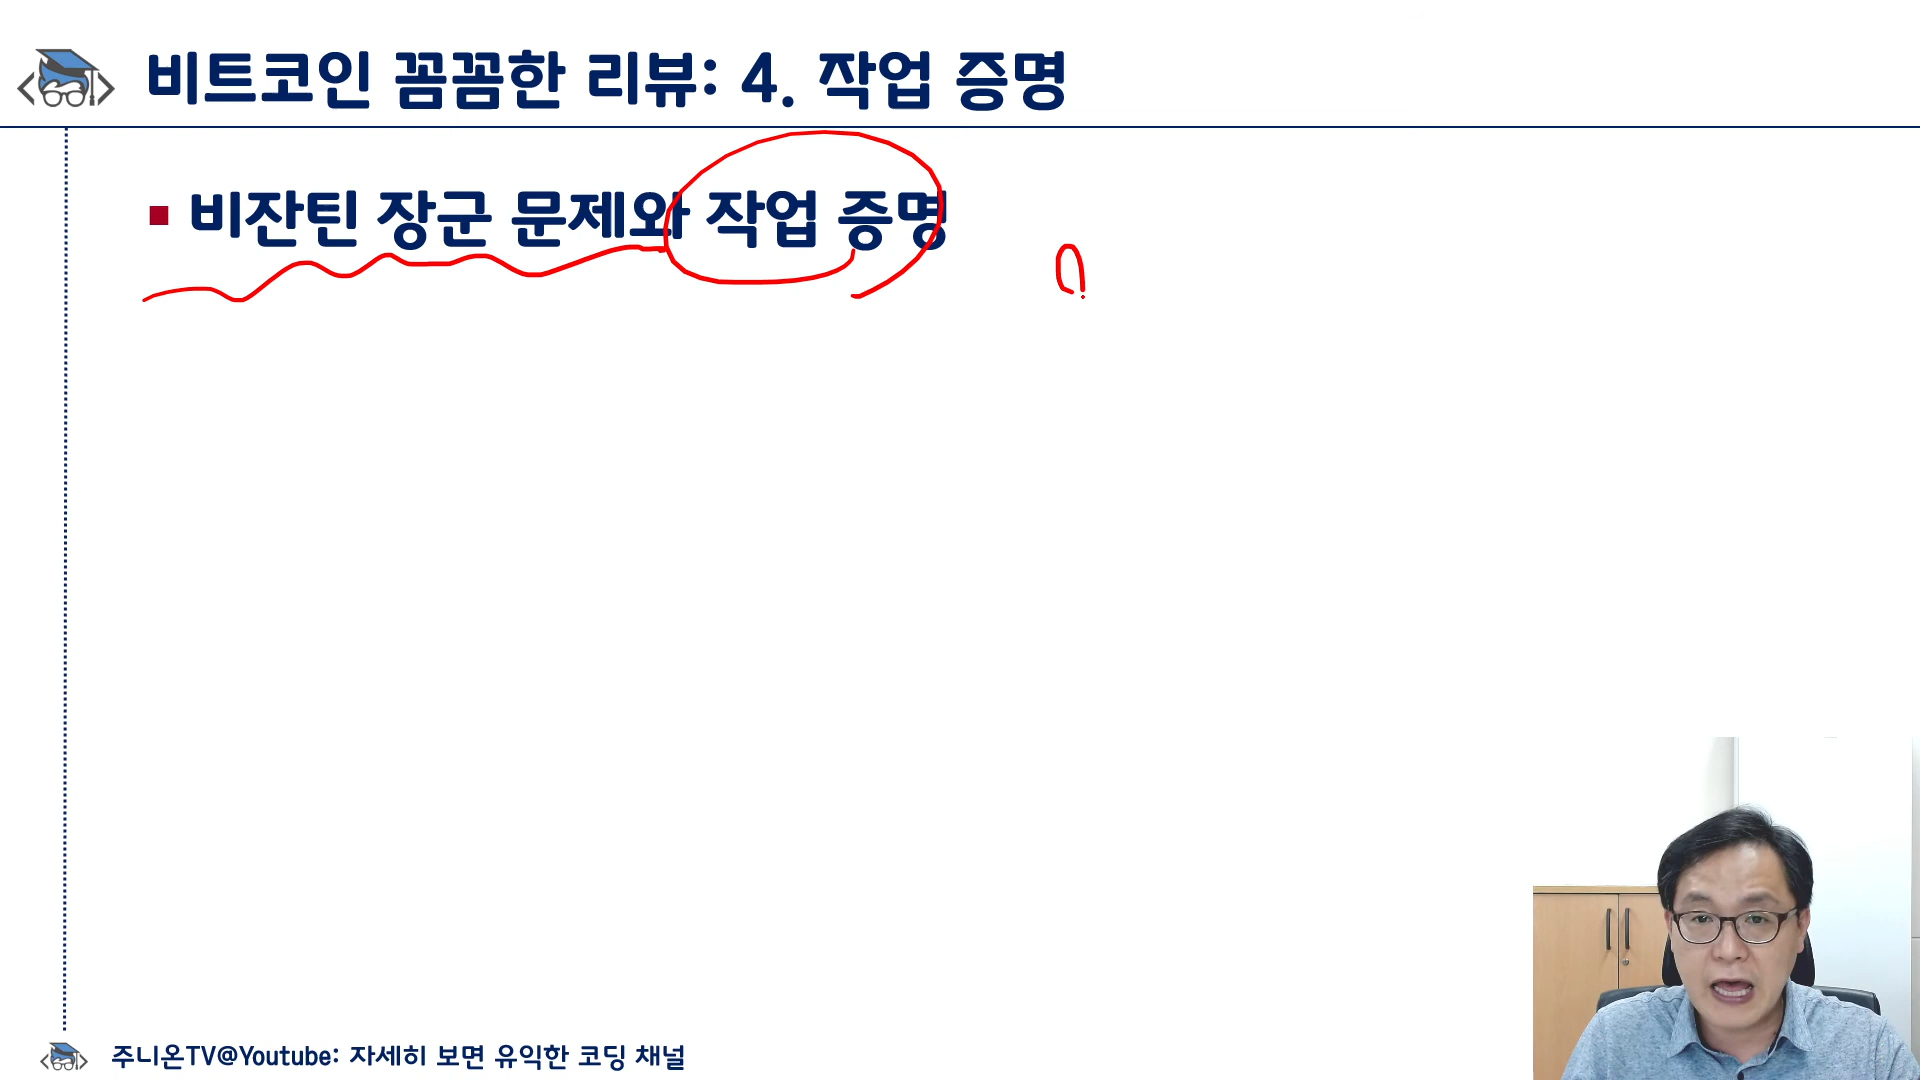 비트코인 꼼꼼한 리뷰: 4. 작업 증명
비잔틴 장군 문제와 작업 증명
주니온TV@Youtube: 자세히 보면 유익한 코딩 채널